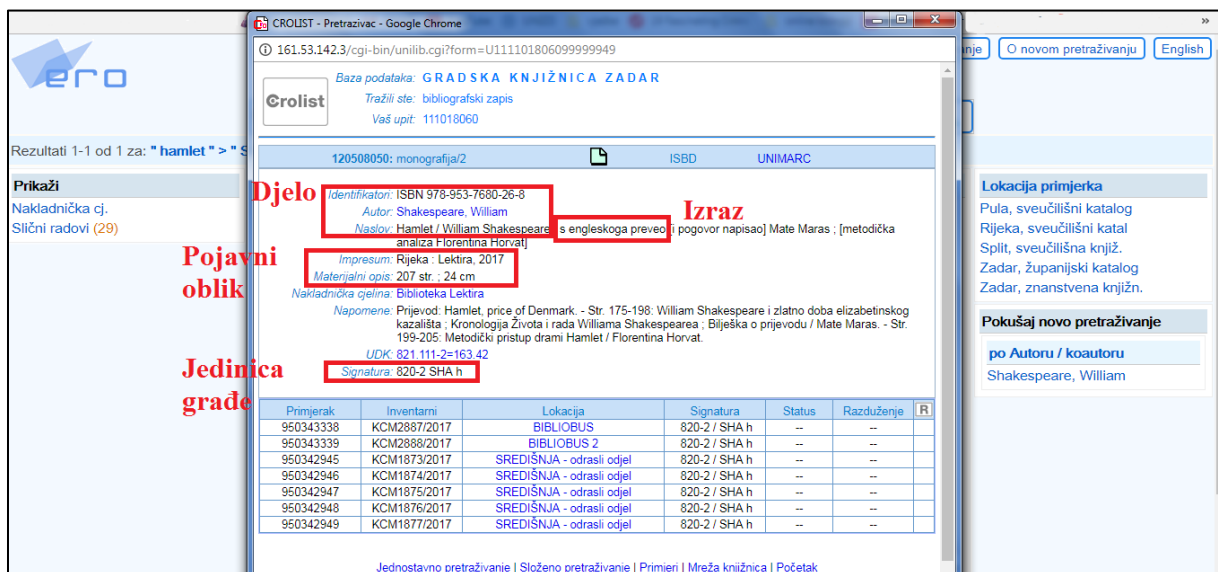 CROLIST - Pretrazivac - Google Chrome
161.53.142.3/cgi-bin/unilib.cgi?form=U1111018060999999949
»
O novom pretraživanju
English
ero
Rezultati 1-1 od 1 za: " hamlet " > " S
Prikaži
Nakladnička cj.
Slični radovi (29)
Crolist
Baza podataka: GRADSKA KNJIŽNICA ZADAR
Tražili ste: bibliografski zapis
Vaš upit: 111018060
120508050: monografija/2 ISBD UNIMARC
Djelo
Izraz
Pojavni oblik
Jedinica građe
Identifikatori: ISBN 978-953-7680-26-8
Autor: Shakespeare, William
Naslov: Hamlet / William Shakespeare s engleskoga preveo i pogovor napisao] Mate Maras ; [metodička
analiza Florentina Horvat]
Impresum: Rijeka : Lektira, 2017
Materijalni opis: 207 str. ; 24 cm
Nakladnička cjelina: Biblioteka Lektira
Napomene: Prijevod: Hamlet, price of Denmark. - Str. 175-198: William Shakespeare i zlatno doba elizabetinskog
kazališta ; Kronologija Života i rada Williama Shakespearea ; Bilješka o prijevodu / Mate Maras. - Str.
199-205: Metodički pristup drami Hamlet / Florentina Horvat.
UDK: 821.111-2=163.42
Signatura: 820-2 SHA h
Primjerak Inventarni Lokacija Signatura Status Razduženje R
950343338 KCM2887/2017 BIBLIOBUS 820-2 / SHA h -- --
950343339 KCM2888/2017 BIBLIOBUS 2 820-2 / SHA h -- --
950342945 KCM1873/2017 SREDIŠNJA - odrasli odjel 820-2 / SHA h -- --
950342946 KCM1874/2017 SREDIŠNJA - odrasli odjel 820-2 / SHA h -- --
950342947 KCM1875/2017 SREDIŠNJA - odrasli odjel 820-2 / SHA h -- --
950342948 KCM1876/2017 SREDIŠNJA - odrasli odjel 820-2 / SHA h -- --
950342949 KCM1877/2017 SREDIŠNJA - odrasli odjel 820-2 / SHA h -- --
Jednostavno pretraživanje | Složeno pretraživanje | Primjeri | Mreža knjižnica | Početak
Lokacija primjerka
Pula, sveučilišni katalog
Rijeka, sveučilišni katal
Split, sveučilišna knjiž.
Zadar, županijski katalog
Zadar, znanstvena knjižn.
Pokušaj novo pretraživanje
po Autoru / koautoru
Shakespeare, William